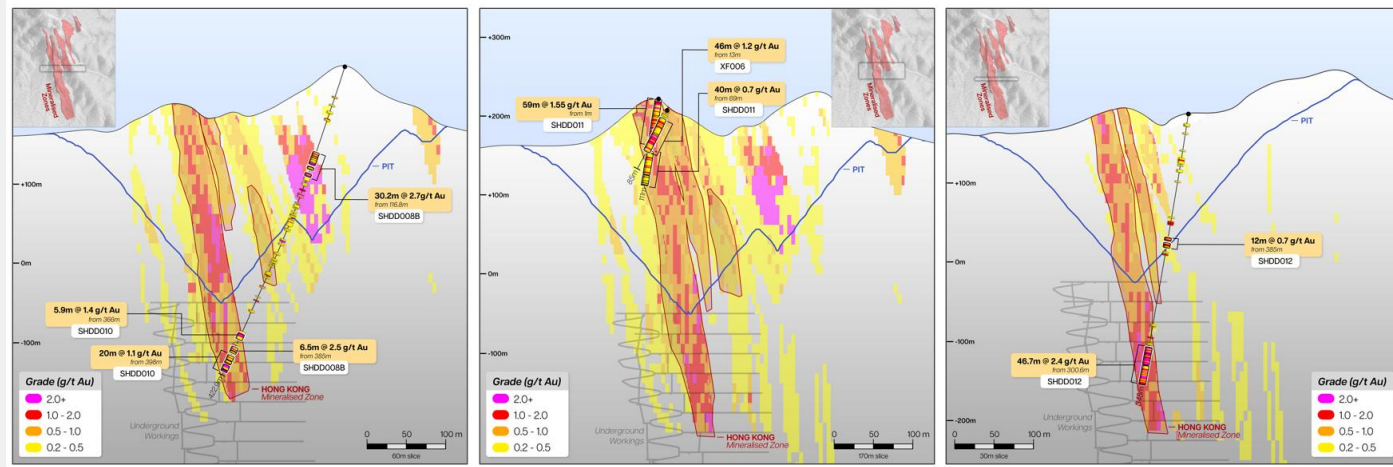 Mineralised
Zones
+100m
0m
-100m
PIT
30.2m @ 2.7g/t Au
from 116.8m
SHDD008B
5.9m @ 1.4 g/t Au
from 366m
SHDD010
20m @ 1.1 g/t Au
from 398m
SHDD010
6.5m @ 2.5 g/t Au
from 385m
SHDD008B
HONG KONG
Mineralised Zone
Underground
Workings
Grade (g/t Au)
2.0+
1.0 - 2.0
0.5 - 1.0
0.2 - 0.5
0 50 100 m
60m slice
+300m
+200m
+100m
-0m
-100m
46m @ 1.2 g/t Au
from 13m
XF006
59m @ 1.55 g/t Au
from 1m
SHDD011
40m @ 0.7 g/t Au
from 69m
SHDD011
85m
111m
PIT
Mineralised
Zones
HONG KONG
Mineralised Zone
Underground
Workings
Grade (g/t Au)
2.0+
1.0 - 2.0
0.5 - 1.0
0.2 - 0.5
0 50 100 m
170m slice
Mineralised
Zones
+100m
-0m
-100m
-200m
PIT
12m @ 0.7 g/t Au
from 385m
SHDD012
46.7m @ 2.4 g/t Au
from 300.6m
SHDD012
348m
HONG KONG
Mineralised Zone
Underground
Workings
Grade (g/t Au)
2.0+
1.0 - 2.0
0.5 - 1.0
0.2 - 0.5
0 50 100 m
30m slice